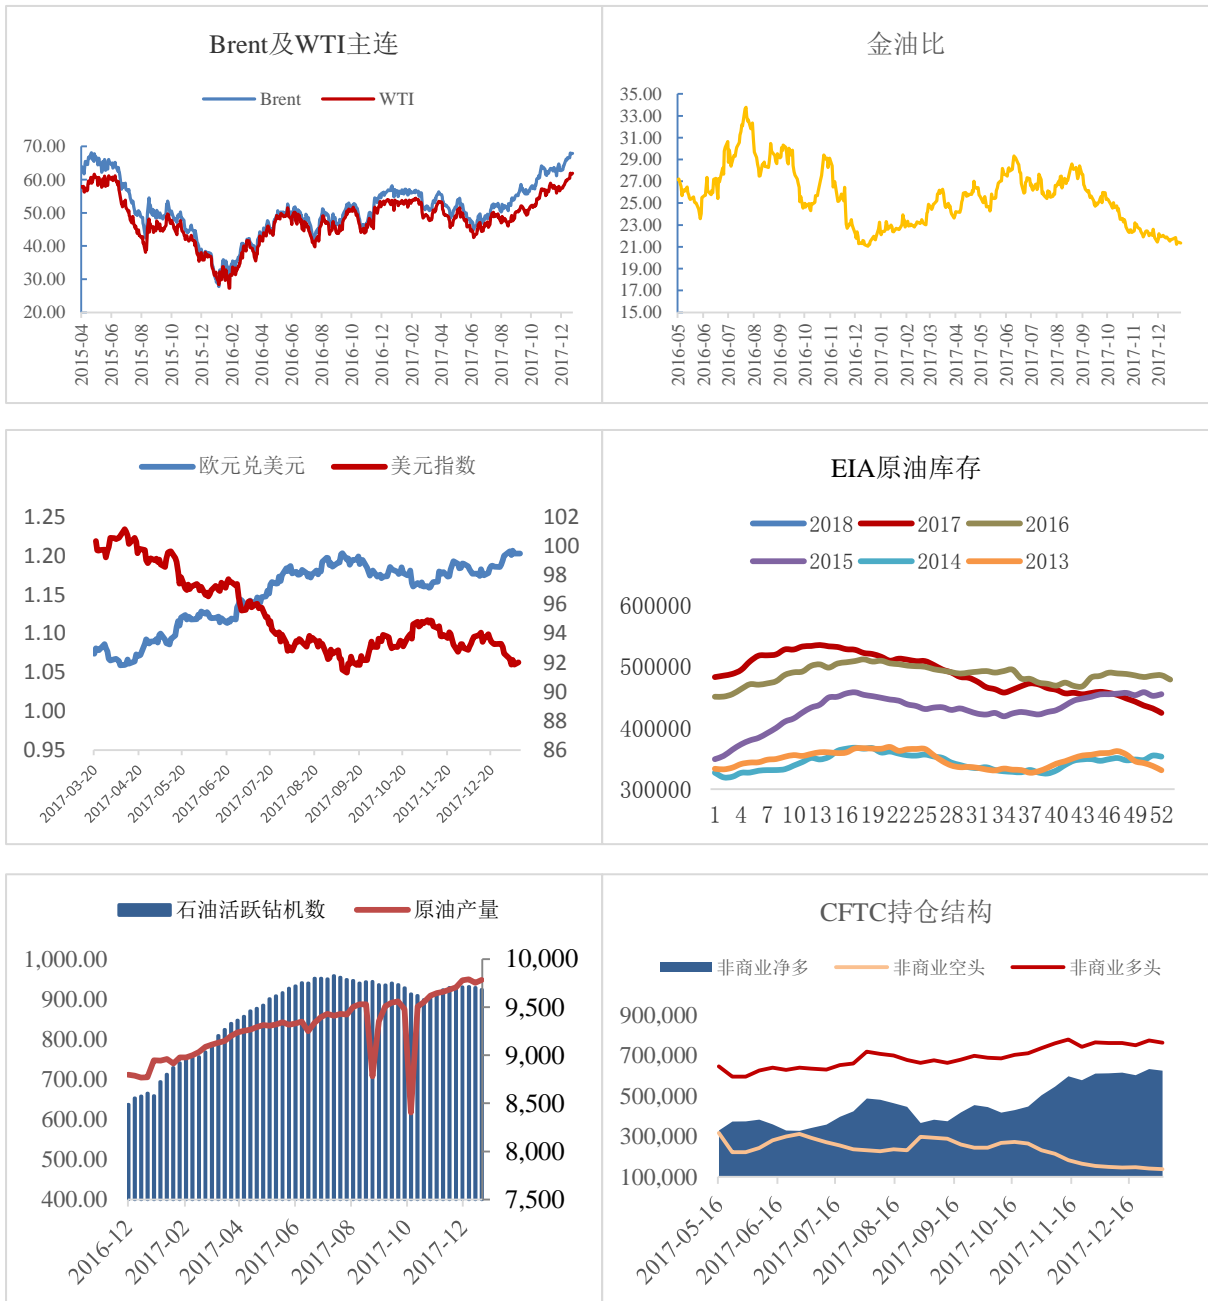 Brent及WTI主连
Brent WTI
70.00
60.00
50.00
40.00
30.00
20.00
2015-04 2015-06 2015-08 2015-10 2015-12 2016-02 2016-04 2016-06 2016-08 2016-10 2016-12 2017-02 2017-04 2017-06 2017-08 2017-10 2017-12
金油比
35.00
33.00
31.00
29.00
27.00
25.00
23.00
21.00
19.00
17.00
15.00
2016-05 2016-06 2016-07 2016-08 2016-09 2016-10 2016-11 2016-12 2017-01 2017-02 2017-03 2017-04 2017-05 2017-06 2017-07 2017-08 2017-09 2017-10 2017-11 2017-12
欧元兑美元 美元指数
1.25 102
1.20 100
1.15 98
1.10 96
1.05 94
1.00 92
0.95 90
88
86
2017-03-20 2017-04-20 2017-05-20 2017-06-20 2017-07-20 2017-08-20 2017-09-20 2017-10-20 2017-11-20 2017-12-20
EIA原油库存
2018 2017 2016
2015 2014 2013
600000
500000
400000
300000
1 4 7 10 13 16 19 22 25 28 31 34 37 40 43 46 49 52
石油活跃钻机数 原油产量
1,000.00 10,000
900.00 9,500
800.00 9,000
700.00 8,500
600.00 8,000
500.00 7,500
400.00
2016-12 2017-02 2017-04 2017-06 2017-08 2017-10 2017-12
CFTC持仓结构
非商业净多 非商业空头 非商业多头
900,000
700,000
500,000
300,000
100,000
2017-05-16 2017-06-16 2017-07-16 2017-08-16 2017-09-16 2017-10-16 2017-11-16 2017-12-16